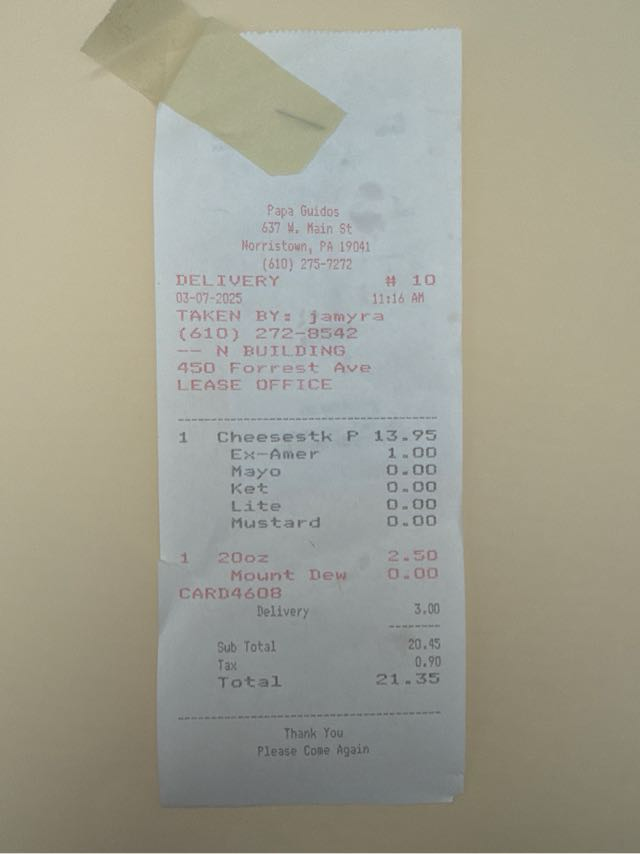 Papa Guidos
637 W. Main St
Norristown, PA 19041
(610) 275-7272
DELIVERY # 10
03-07-2025 11:16 AM
TAKEN BY: jamyra
(610) 272-8542
-- N BUILDING
450 Forrest Ave
LEASE OFFICE
1 Cheesestk P 13.95
Ex-Amer 1.00
Mayo 0.00
Ket 0.00
Lite 0.00
Mustard 0.00
1 20oz 2.50
Mount Dew 0.00
CARD4608
Delivery 3.00
Sub Total 20.45
Tax 0.90
Total 21.35
Thank You
Please Come Again